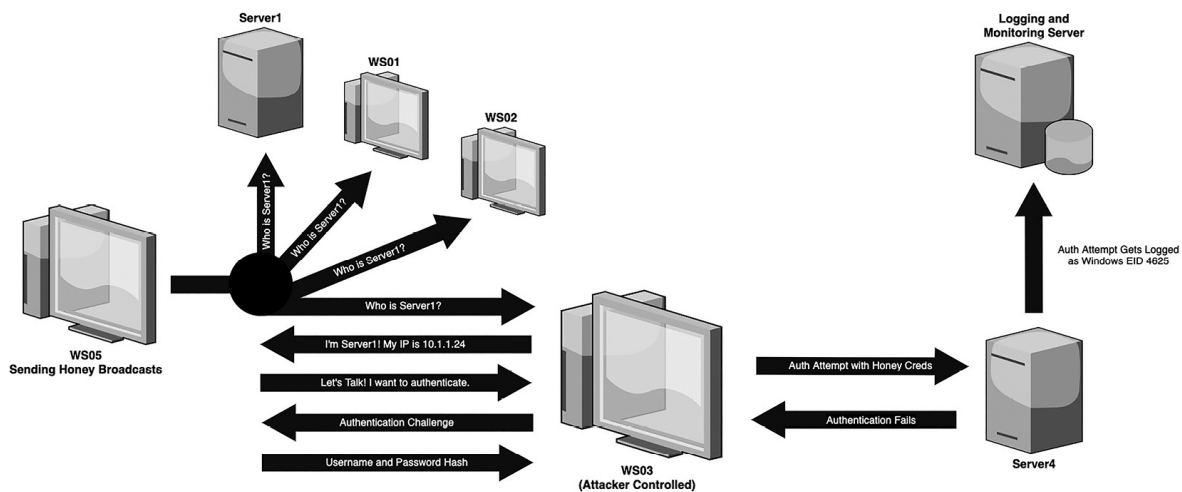 Server1
WS01
WS02
Logging and
Monitoring Server
Who is Server1?
Who is Server1?
Who is Server1?
Who is Server1?
I'm Server1! My IP is 10.1.1.24
Let's Talk! I want to authenticate.
Authentication Challenge
Username and Password Hash
WS05
Sending Honey Broadcasts
WS03
(Attacker Controlled)
Auth Attempt with Honey Creds
Authentication Fails
Server4
Auth Attempt Gets Logged
as Windows EID 4625